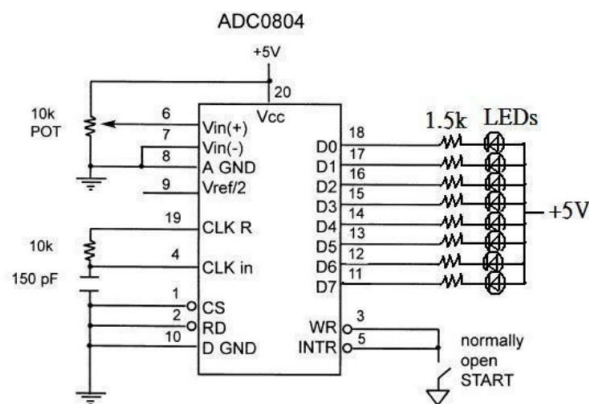 ADC0804
+5V
20
Vcc
10k
POT
6
Vin(+)
7
Vin(-)
8
A GND
9
Vref/2
19
CLK R
10k
4
CLK in
150 pF
1
CS
2
RD
10
D GND
1.5k
LEDs
D0
18
D1
17
D2
16
D3
15
D4
14
D5
13
D6
12
D7
11
+5V
WR
3
INTR
5
normally
open
START